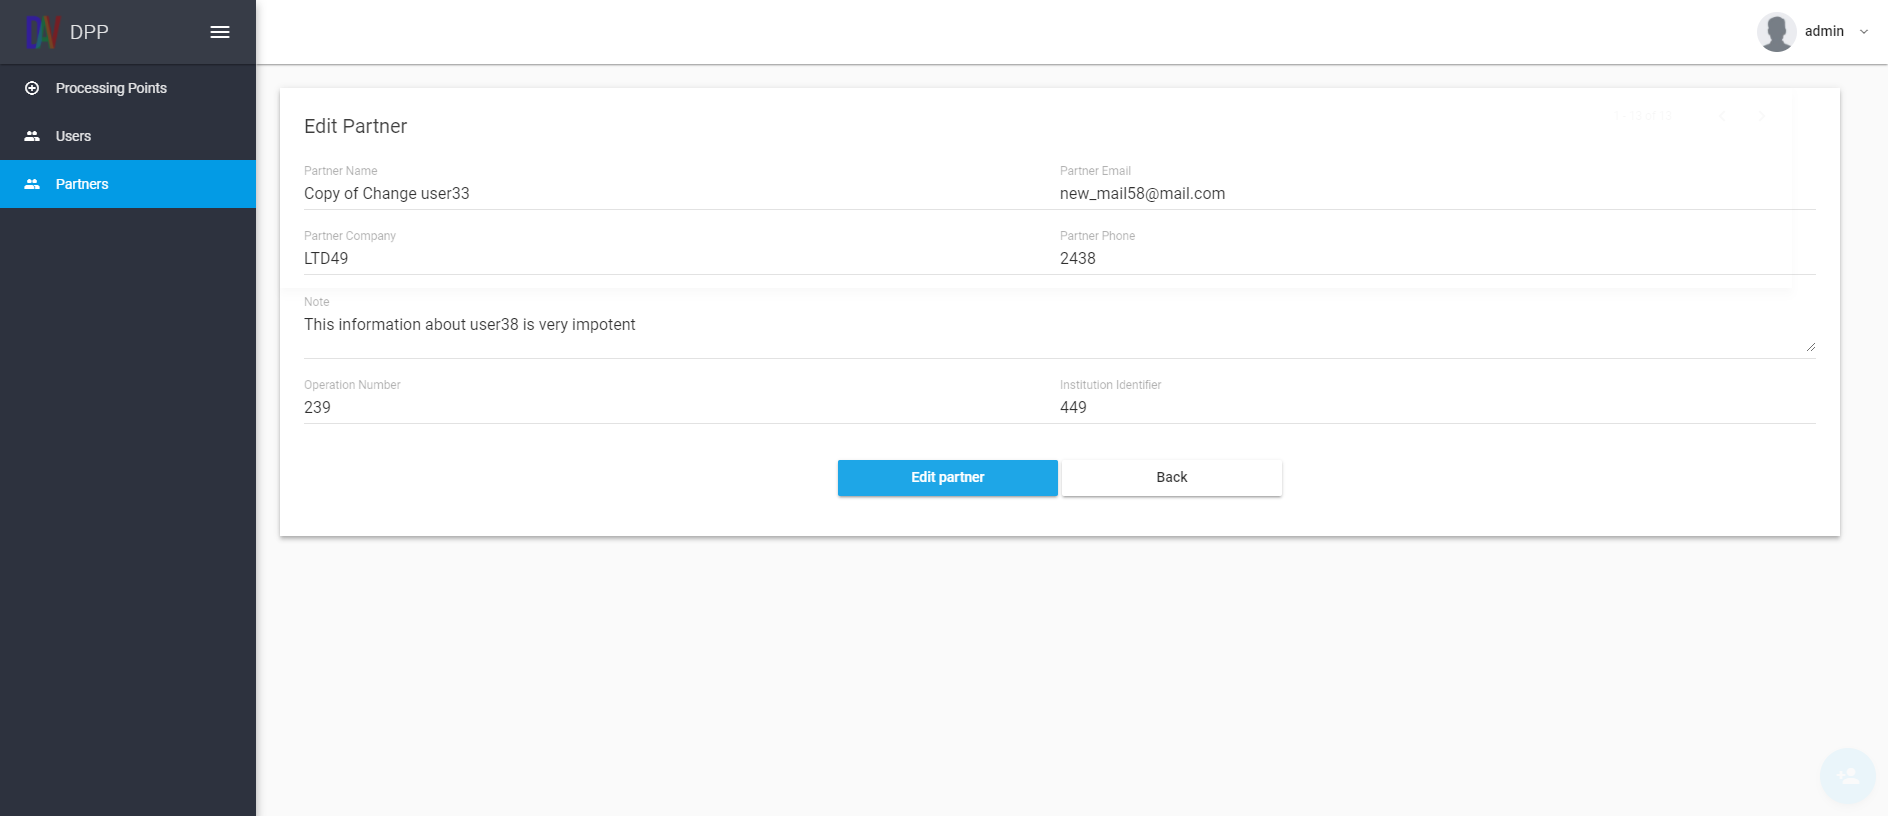 DAV DPP
admin
Processing Points
Users
Partners
Edit Partner
Partner Name
Partner Email
Copy of Change user33
new_mail58@mail.com
Partner Company
Partner Phone
LTD49
2438
Note
This information about user38 is very impotent
Operation Number
Institution Identifier
239
449
Edit partner
Back